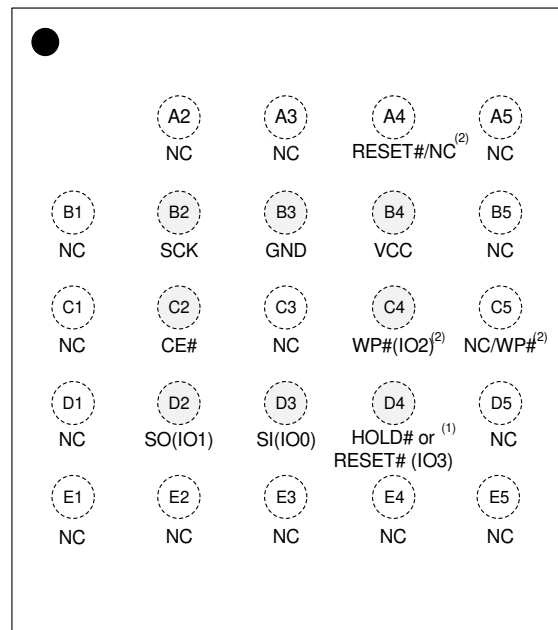 A2 A3 A4 A5
NC NC RESET#/NC(2) NC
B1 B2 B3 B4 B5
NC SCK GND VCC NC
C1 C2 C3 C4 C5
NC CE# NC WP#(IO2)(2) NC/WP#(2)
D1 D2 D3 D4 D5
NC SO(IO1) SI(IO0) HOLD# or (1) NC
RESET# (IO3)
E1 E2 E3 E4 E5
NC NC NC NC NC